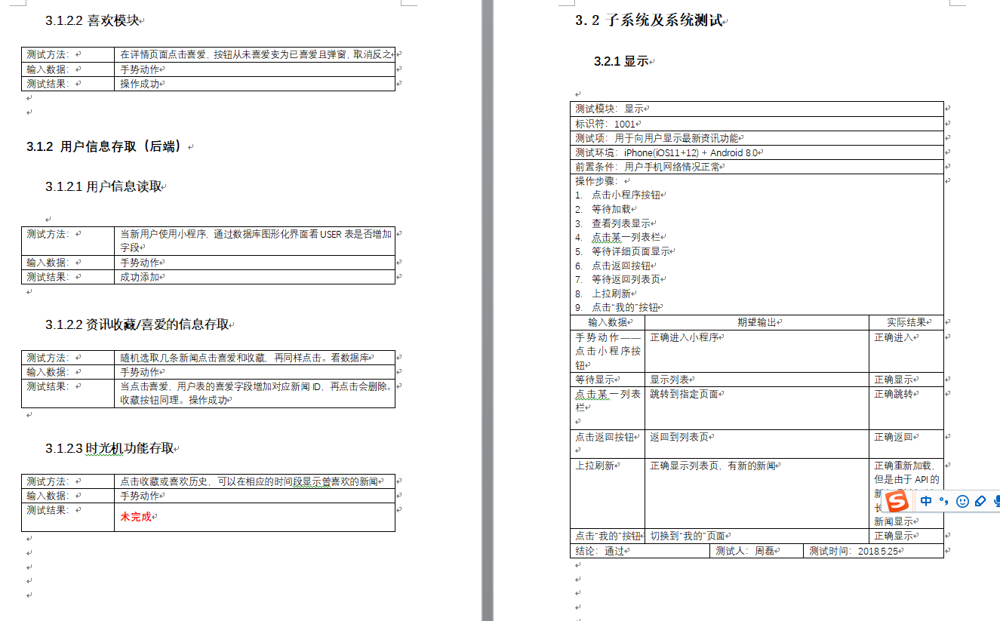 3.1.2.2 喜欢模块
测试方法：
在详情页面点击喜爱，按钮从未喜爱变为已喜爱且弹窗，取消反之
输入数据：
手势动作
测试结果：
操作成功
3.1.2 用户信息存取（后端）
3.1.2.1 用户信息读取
测试方法：
当新用户使用小程序，通过数据库图形化界面看 USER 表是否增加
字段
输入数据：
手势动作
测试结果：
成功添加
3.1.2.2 资讯收藏/喜爱的信息存取
测试方法：
随机选取几条新闻点击喜爱和收藏，再同样点击。看数据库
输入数据：
手势动作
测试结果：
当点击喜爱，用户表的喜爱字段增加对应新闻 ID，再点击会删除。
收藏按钮同理。操作成功
3.1.2.3 时光机功能存取
测试方法：
点击收藏或喜欢历史，可以在相应的时间段显示曾喜欢的新闻
输入数据：
手势动作
测试结果：
未完成
3.2 子系统及系统测试
3.2.1 显示
测试模块：显示
标识符：1001
测试项：用于向用户显示最新资讯功能
测试环境：iPhone(iOS11+12) + Android 8.0
前置条件：用户手机网络情况正常
操作步骤：
1. 点击小程序按钮
2. 等待加载
3. 查看列表显示
4. 点击某一列表栏
5. 等待详细页面显示
6. 点击返回按钮
7. 等待返回列表页
8. 上拉刷新
9. 点击“我的”按钮
输入数据 期望输出 实际结果
手势动作—— 正确进入小程序 正确进入
点击小程序按
钮
等待显示 显示列表 正确显示
点击某一列表 跳转到指定页面 正确跳转
栏
点击返回按钮 返回到列表页 正确返回
上拉刷新 正确显示列表页，有新的新闻 正确重新加载，
但是由于 API 的
新
长
新闻显示
点击“我的”按钮 切换到“我的”页面 正确显示
结论：通过 测试人：周磊 测试时间：2018.5.25
S 中